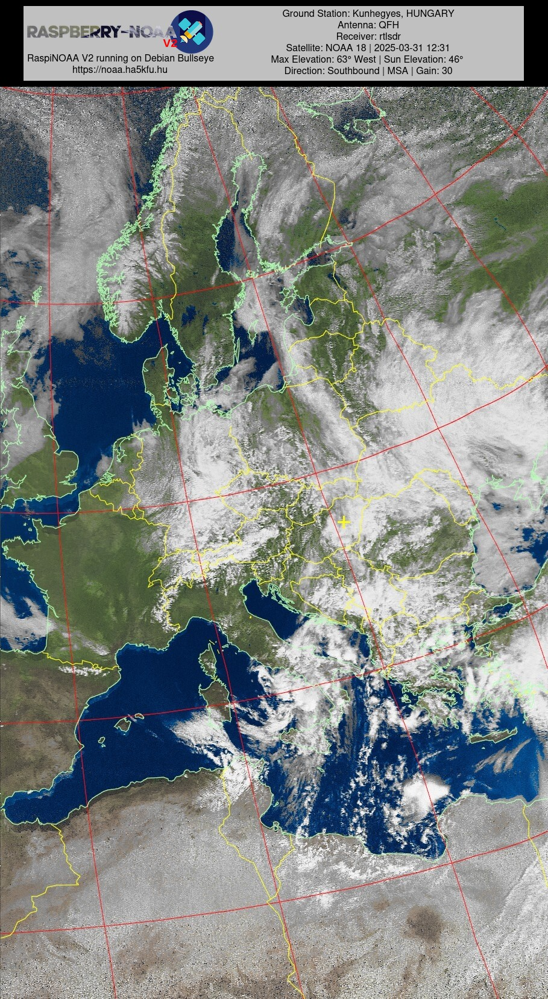 RASPBERRY-NOAA
V2
RaspiNOAA V2 running on Debian Bullseye
https://noaa.ha5kfu.hu
Ground Station: Kunhegyes, HUNGARY
Antenna: QFH
Receiver: rtlsdr
Satellite: NOAA 18 | 2025-03-31 12:31
Max Elevation: 63° West | Sun Elevation: 46°
Direction: Southbound | MSA | Gain: 30